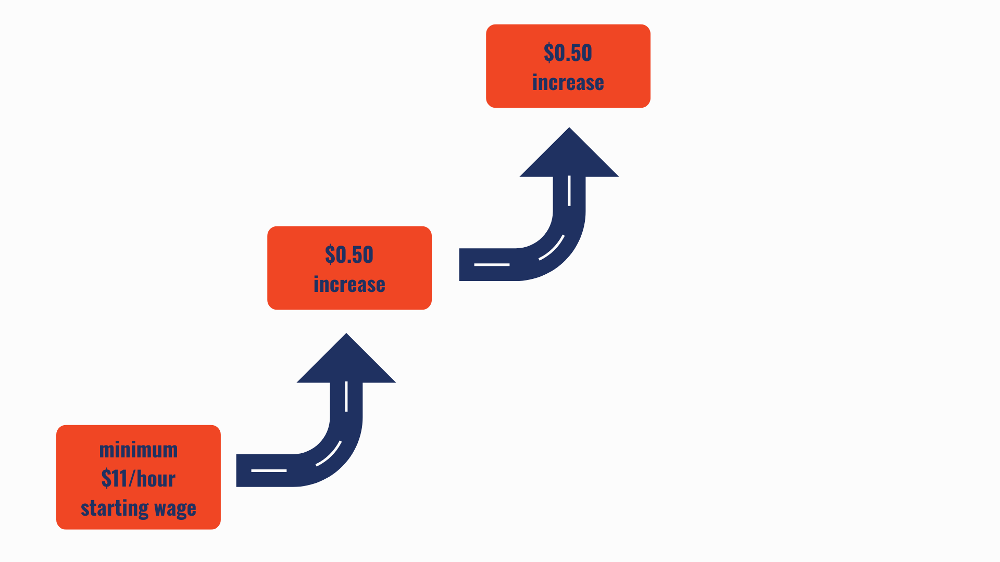 $0.50
increase
$0.50
increase
minimum
$11/hour
starting wage